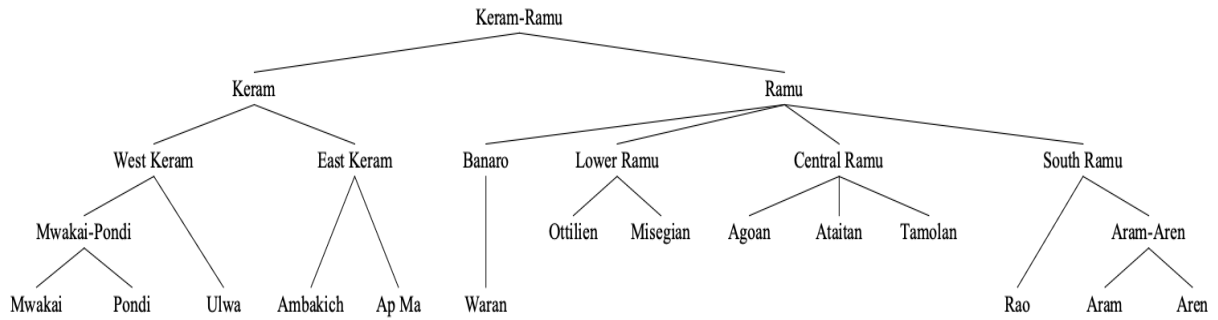 Keram-Ramu
Keram Ramu
West Keram East Keram Banaro Lower Ramu Central Ramu South Ramu
Mwakai-Pondi Ottilien Misegian Agoan Ataitan Tamolan Aram-Aren
Mwakai Pondi Ulwa Ambakich Ap Ma Waran Rao Aram Aren